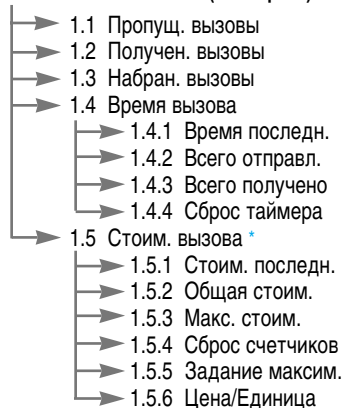 1.1 Пропущ. вызовы
1.2 Получен. вызовы
1.3 Набран. вызовы
1.4 Время вызова
1.4.1 Время последн.
1.4.2 Всего отправл.
1.4.3 Всего получено
1.4.4 Сброс таймера
1.5 Стоим. вызова *
1.5.1 Стоим. последн.
1.5.2 Общая стоим.
1.5.3 Макс. стоим.
1.5.4 Сброс счетчиков
1.5.5 Задание максим.
1.5.6 Цена/Единица